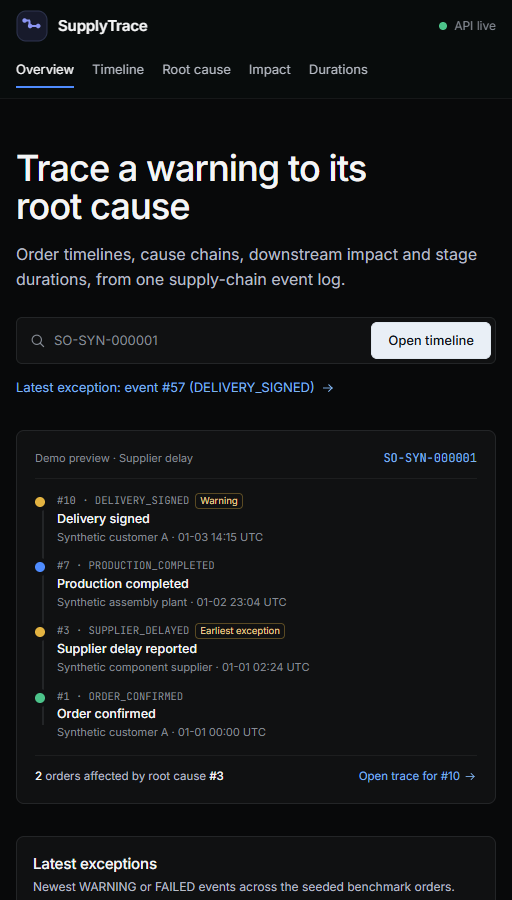 SupplyTrace
API live
Overview Timeline Root cause Impact Durations
Trace a warning to its
root cause
Order timelines, cause chains, downstream impact and stage
durations, from one supply-chain event log.
SO-SYN-000001 Open timeline
Latest exception: event #57 (DELIVERY_SIGNED) →
Demo preview · Supplier delay SO-SYN-000001
#10 · DELIVERY_SIGNED Warning
Delivery signed
Synthetic customer A · 01-03 14:15 UTC
#7 · PRODUCTION_COMPLETED
Production completed
Synthetic assembly plant · 01-02 23:04 UTC
#3 · SUPPLIER_DELAYED Earliest exception
Supplier delay reported
Synthetic component supplier · 01-01 02:24 UTC
#1 · ORDER_CONFIRMED
Order confirmed
Synthetic customer A · 01-01 00:00 UTC
2 orders affected by root cause #3 Open trace for #10 →
Latest exceptions
Newest WARNING or FAILED events across the seeded benchmark orders.